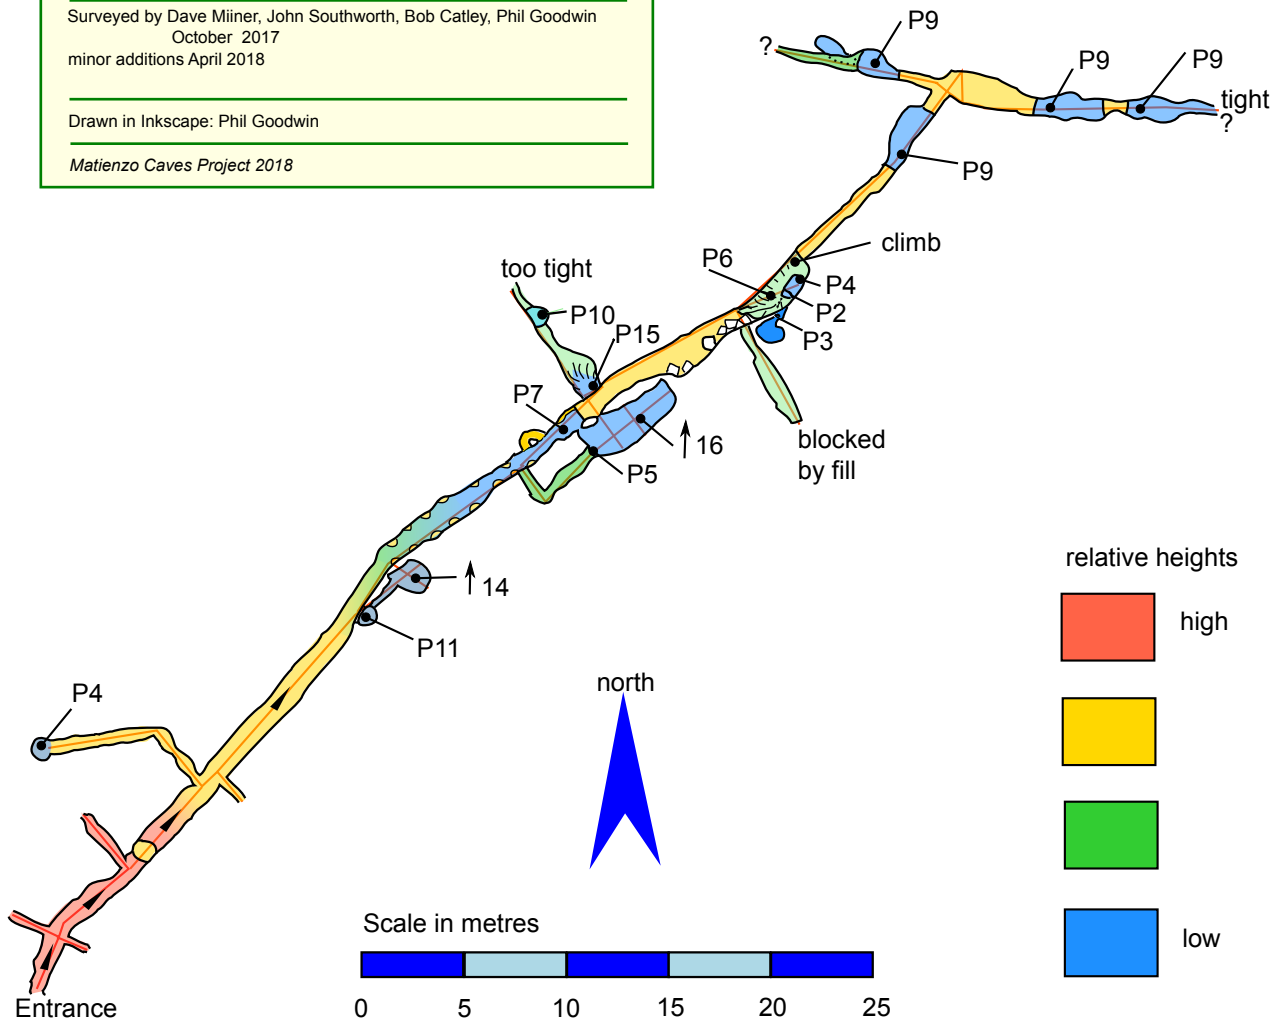 Surveyed by Dave Miiner, John Southworth, Bob Catley, Phil Goodwin
October 2017
minor additions April 2018
Drawn in Inkscape: Phil Goodwin
Matienzo Caves Project 2018
P9
?
P9
P9
tight
?
P9
climb
P6
P4
P2
P3
too tight
P10
P15
P7
16
P5
blocked
by fill
14
P11
P4
north
relative heights
high
low
Scale in metres
0 5 10 15 20 25
Entrance